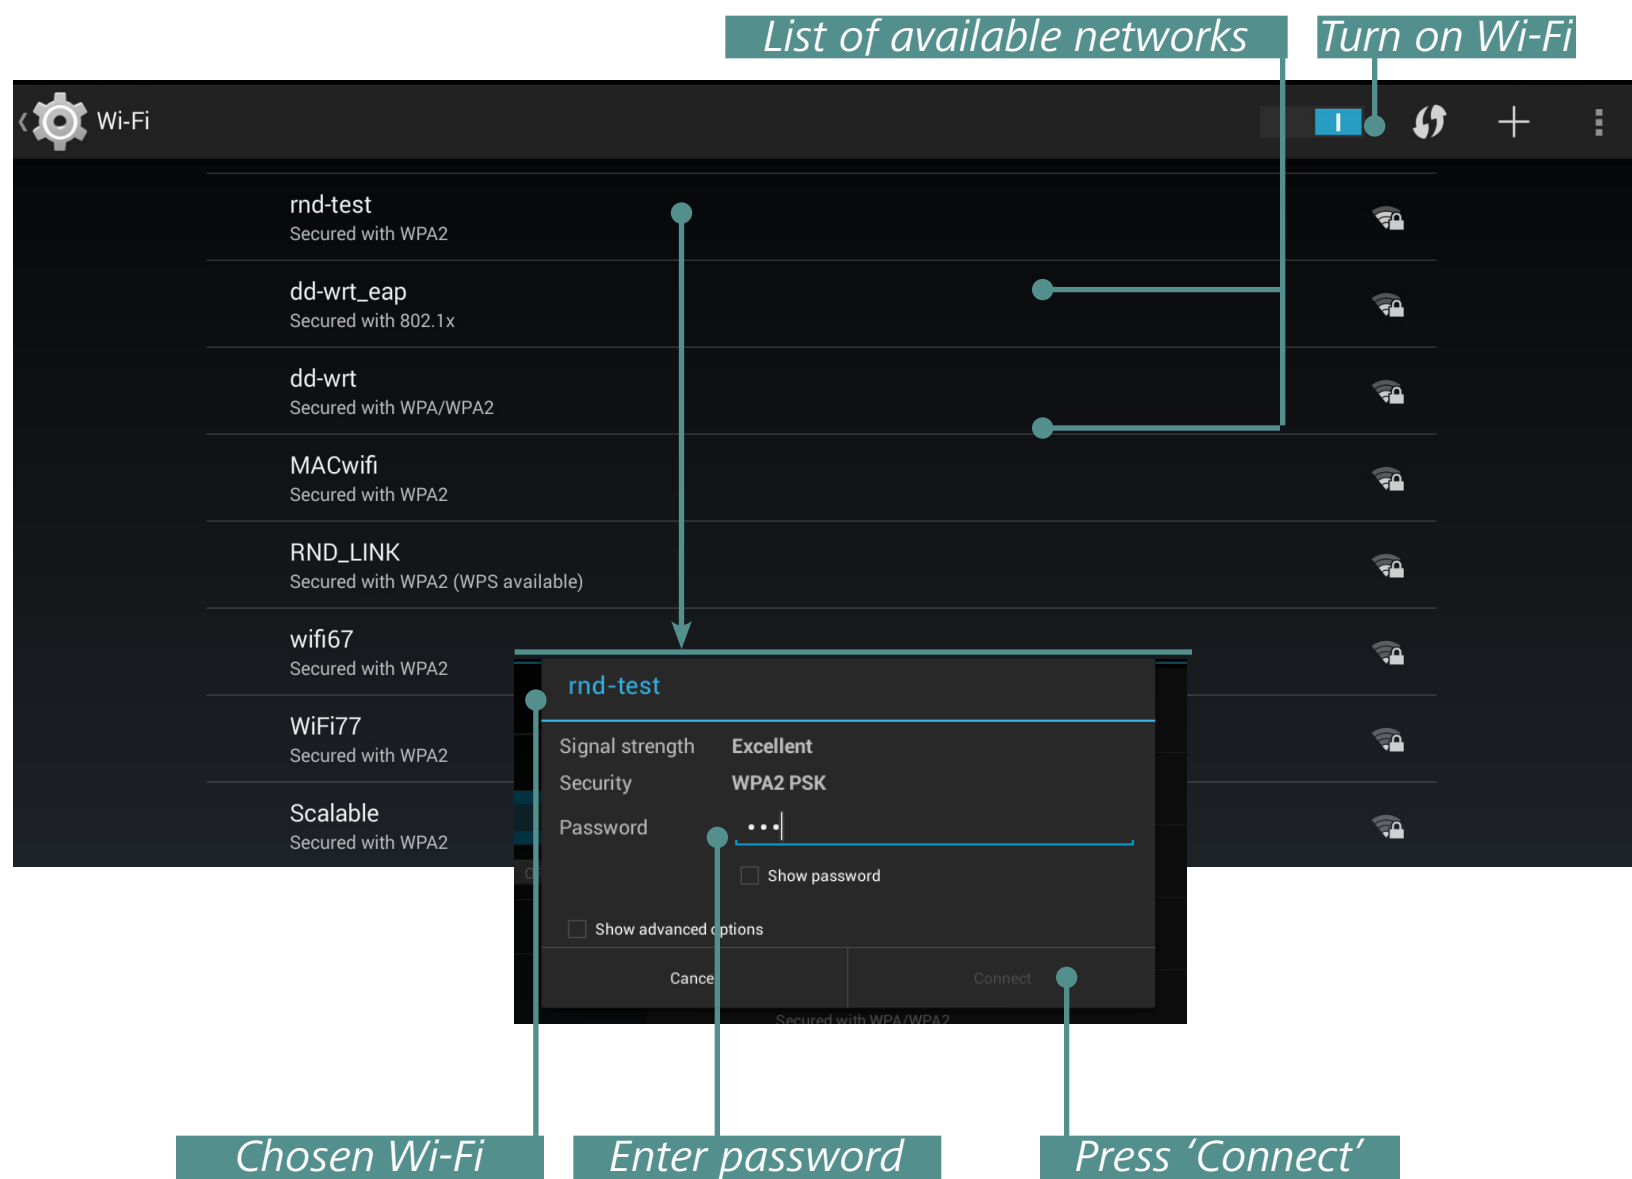 List of available networks
Turn on Wi-Fi
Wi-Fi
rnd-test
Secured with WPA2
dd-wrt_eap
Secured with 802.1x
dd-wrt
Secured with WPA/WPA2
MACwifi
Secured with WPA2
RND_LINK
Secured with WPA2 (WPS available)
wifi67
Secured with WPA2
WiFi77
Secured with WPA2
Scalable
Secured with WPA2
rnd-test
Signal strength Excellent
Security WPA2 PSK
Password •••
Show password
Show advanced options
Cancel Connect
Secured with WPA/WPA2
Chosen Wi-Fi
Enter password
Press ‘Connect’